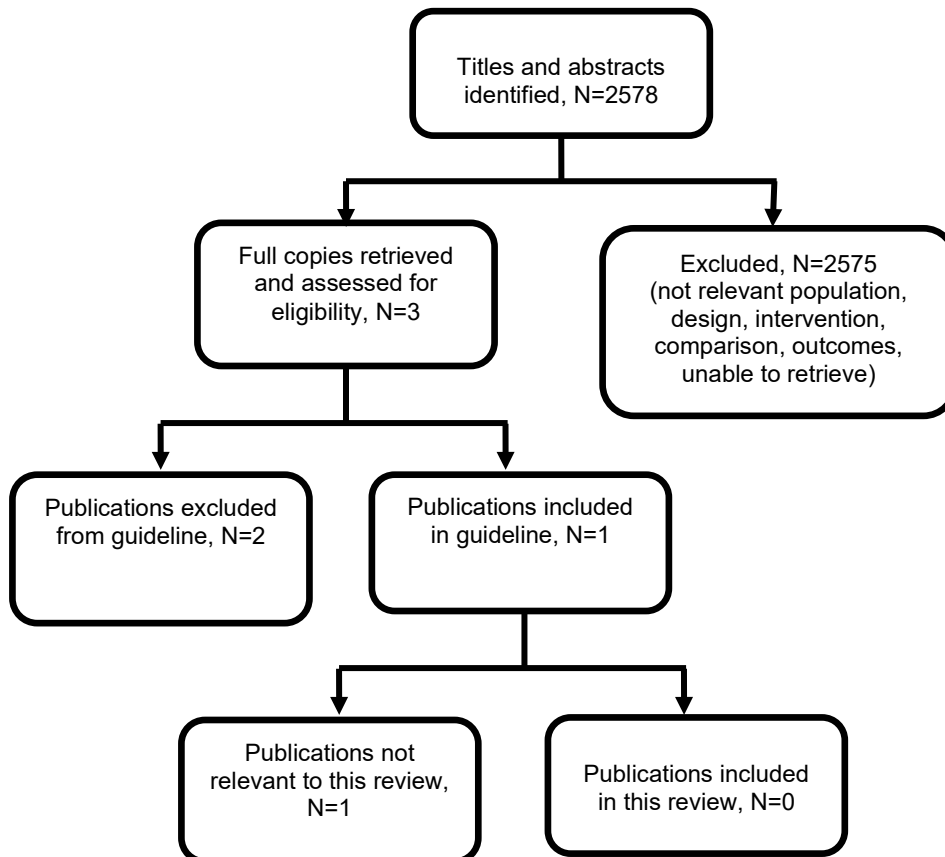 Titles and abstracts
identified, N=2578
Full copies retrieved
and assessed for
eligibility, N=3
Excluded, N=2575
(not relevant population,
design, intervention,
comparison, outcomes,
unable to retrieve)
Publications excluded
from guideline, N=2
Publications included
in guideline, N=1
Publications not
relevant to this review,
N=1
Publications included
in this review, N=0